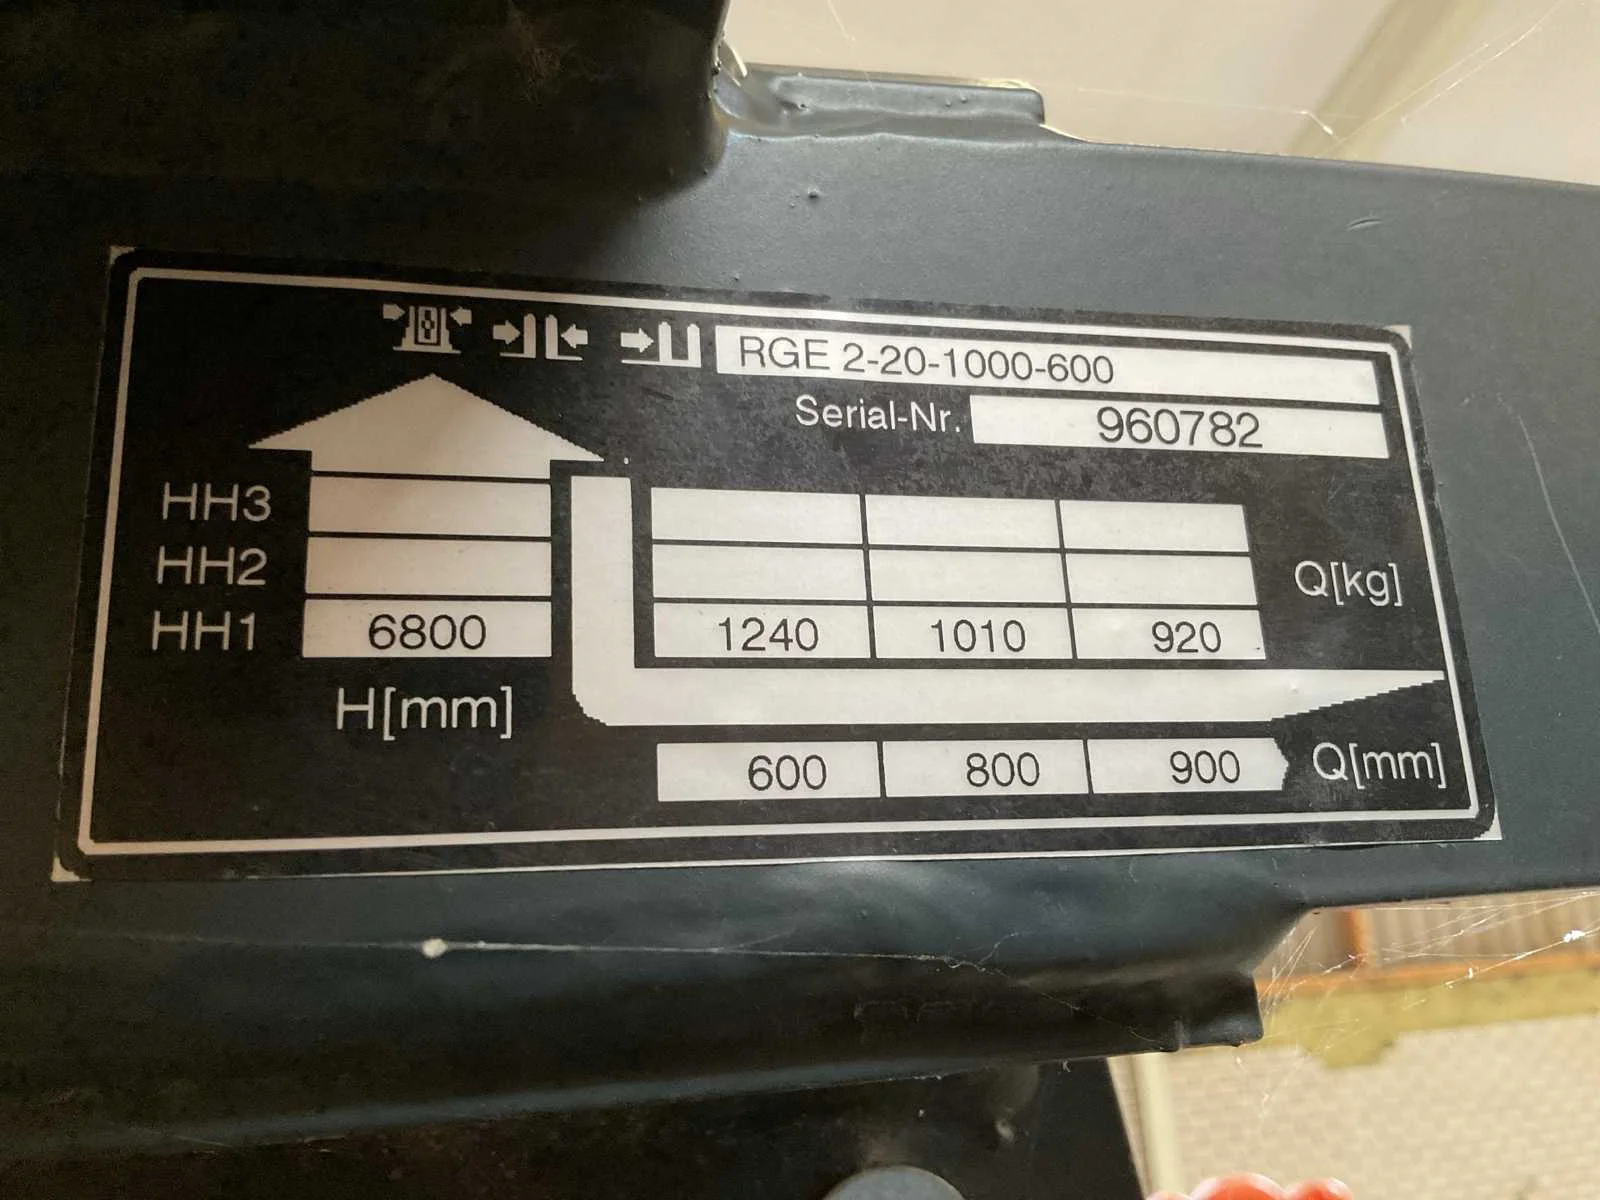 RGE 2-20-1000-600
Serial-Nr. 960782
HH3
HH2
Q[kg]
HH1 6800 1240 1010 920
H[mm]
600 800 900 Q[mm]